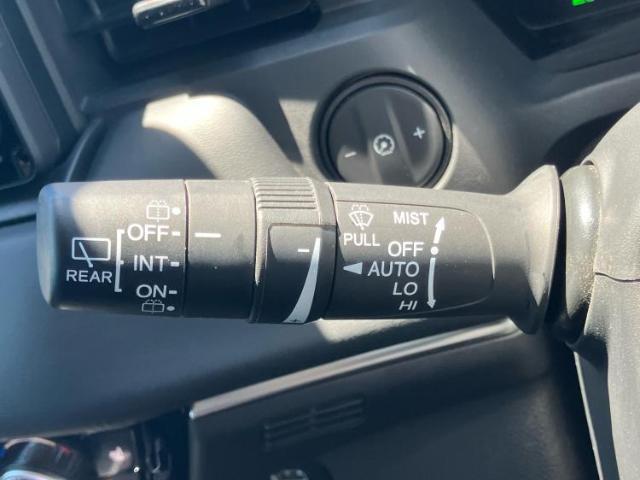 REAR
OFF
INT
ON
PULL
MIST
OFF
AUTO
LO
HI
- +
- +